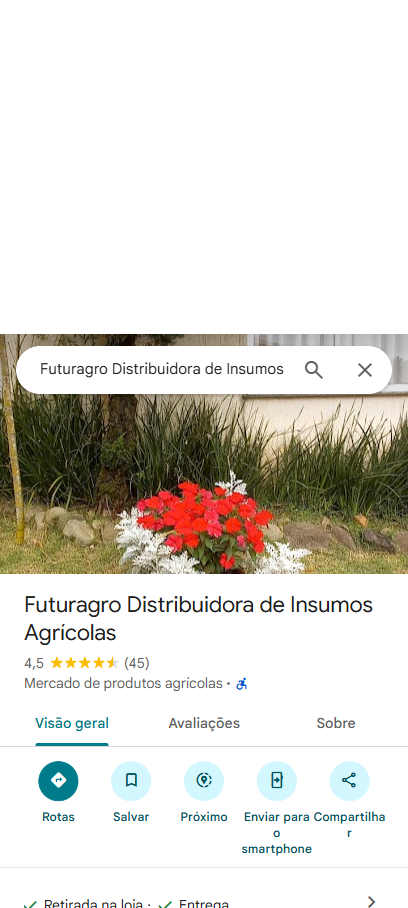 Futuragro Distribuidora de Insumos
Futuragro Distribuidora de Insumos
Agrícolas
4,5 (45)
Mercado de produtos agrícolas ·
Visão geral Avaliações Sobre
Rotas Salvar Próximo Enviar para Compartilha
o r
smartphone
Retirada na loja · Entrega